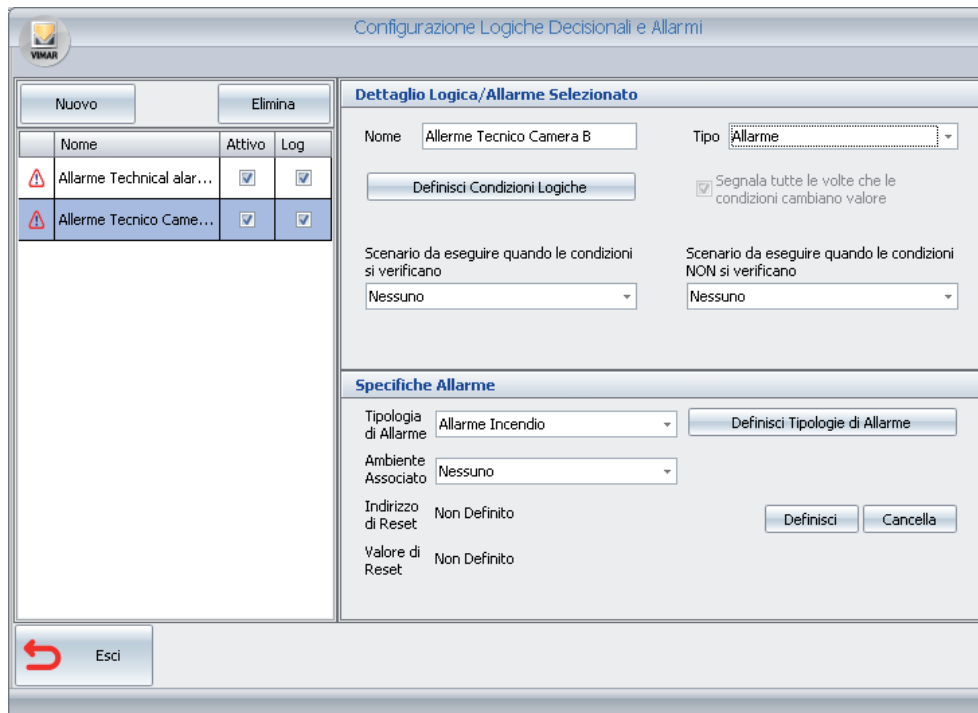 Configurazione Logiche Decisionali e Allarmi
VIMAR
Nuovo
Elimina
Nome
Attivo
Log
Allarme Technical alar...
Allerme Tecnico Came...
Dettaglio Logica/Allarme Selezionato
Nome
Allerme Tecnico Camera B
Tipo
Allarme
Definisci Condizioni Logiche
Segnala tutte le volte che le
condizioni cambiano valore
Scenario da eseguire quando le condizioni
si verificano
Nessuno
Scenario da eseguire quando le condizioni
NON si verificano
Nessuno
Specifiche Allarme
Tipologia
di Allarme
Allarme Incendio
Definisci Tipologie di Allarme
Ambiente
Associato
Nessuno
Indirizzo
di Reset
Non Definito
Definisci
Cancella
Valore di
Reset
Non Definito
Esci